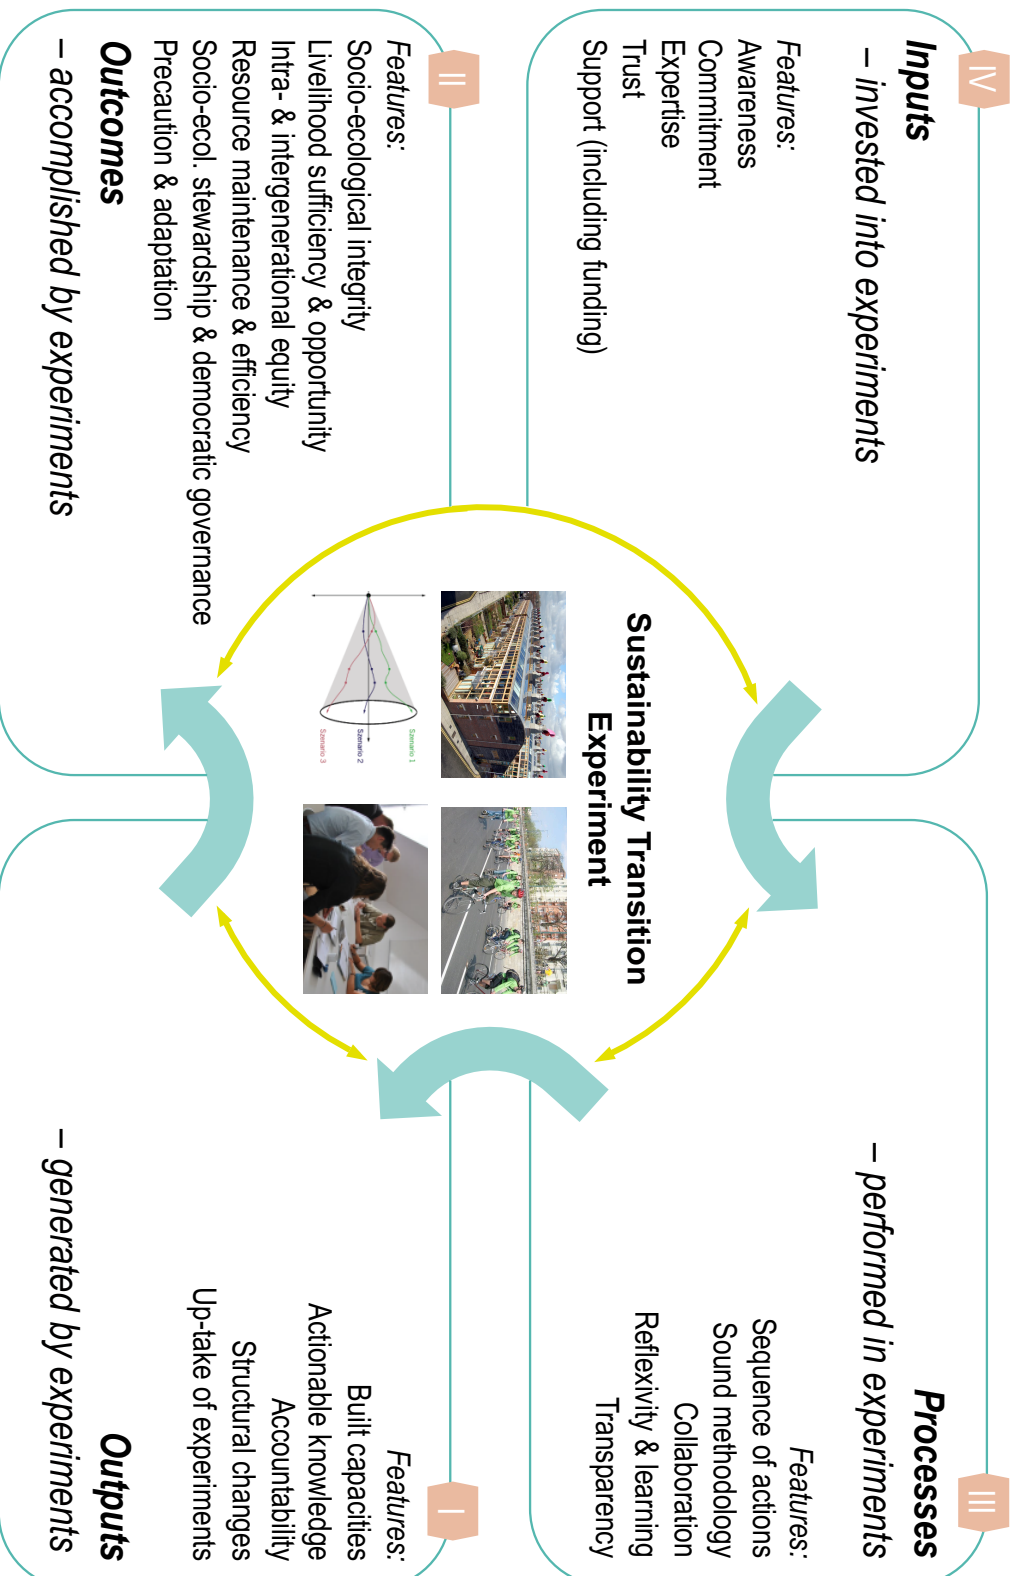 IV
Inputs
– invested into experiments
Features:
Awareness
Commitment
Expertise
Trust
Support (including funding)
III
Processes
– performed in experiments
Features:
Sequence of actions
Sound methodology
Collaboration
Reflexivity & learning
Transparency
Sustainability Transition
Experiment
Szenario 1
Szenario 2
Szenario 3
II
Features:
Socio-ecological integrity
Livelihood sufficiency & opportunity
Intra- & intergenerational equity
Resource maintenance & efficiency
Socio-ecol. stewardship & democratic governance
Precaution & adaptation
Outcomes
– accomplished by experiments
I
Features:
Built capacities
Actionable knowledge
Accountability
Structural changes
Up-take of experiments
Outputs
– generated by experiments